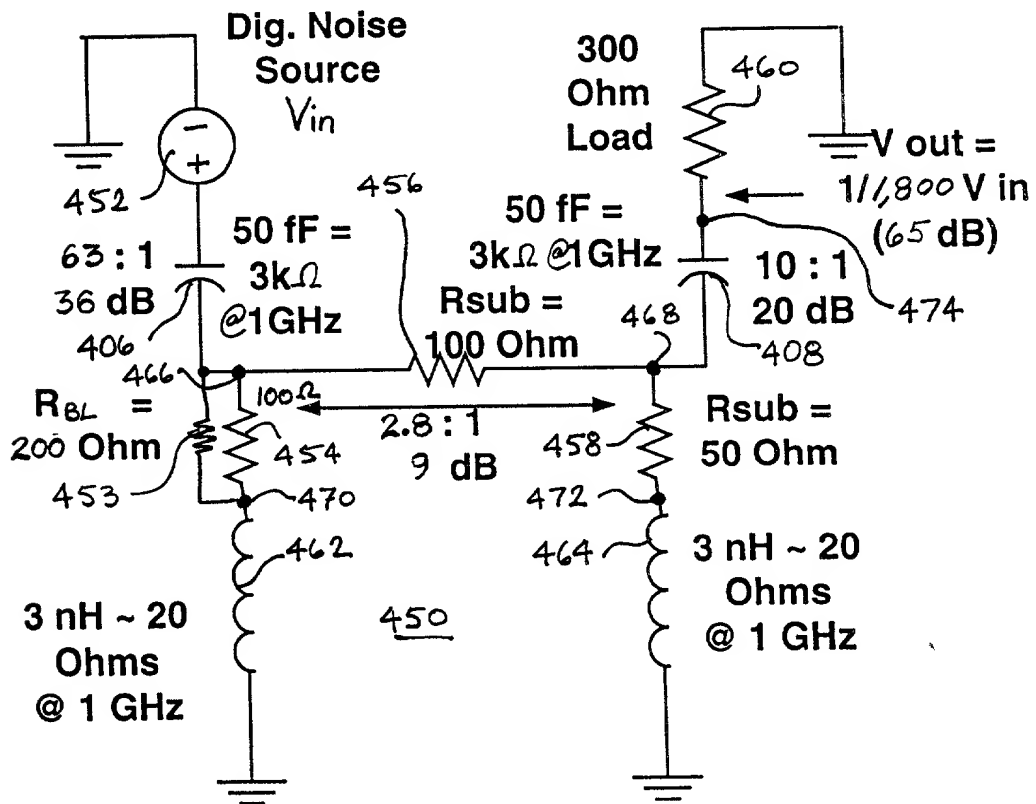 Dig. Noise
Source
Vin
452
63 : 1
36 dB
406
50 fF =
3kΩ
@1GHz
456
300
Ohm
Load
460
V out =
1/1,800 V in
(65 dB)
50 fF =
3kΩ @1GHz
10 : 1
20 dB
474
408
Rsub =
100 Ohm
468
466
100Ω
RBL =
200 Ohm
453
454
2.8 : 1
9 dB
458
Rsub =
50 Ohm
470
472
462
464
3 nH ~ 20
Ohms
@ 1 GHz
450
3 nH ~ 20
Ohms
@ 1 GHz